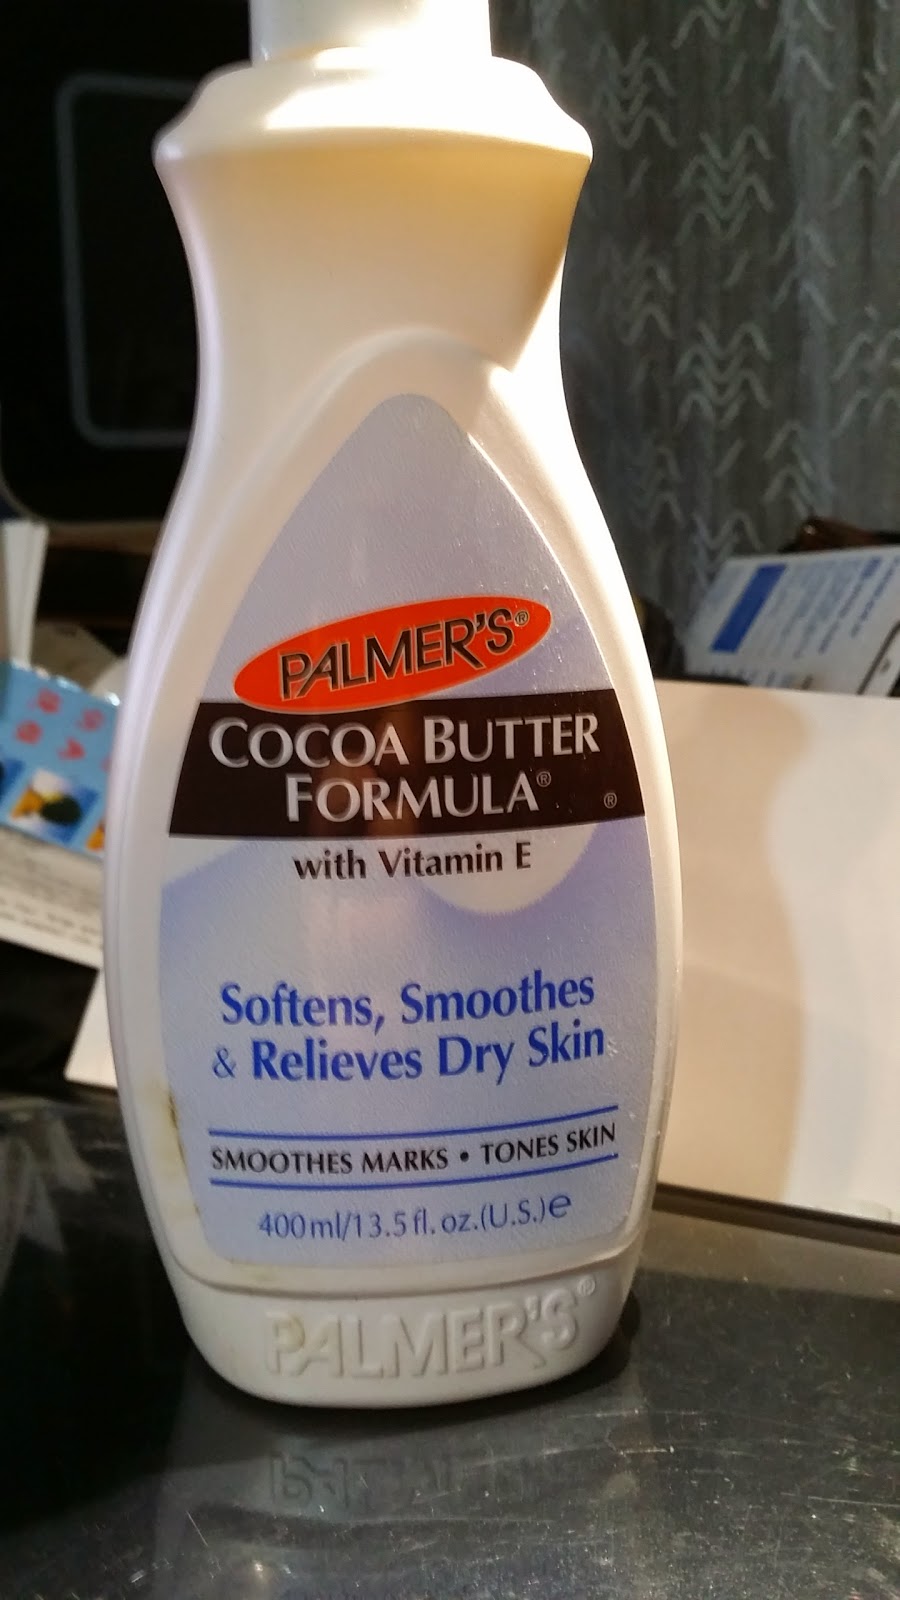 PALMER'S®
COCOA BUTTER
FORMULA® ®
with Vitamin E
Softens, Smoothes
& Relieves Dry Skin
SMOOTHES MARKS • TONES SKIN
400ml/13.5 fl. oz.(U.S.)e
PALMER'S®